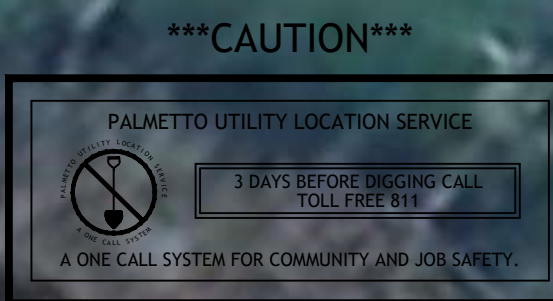 ***CAUTION***
PALMETTO UTILITY LOCATION SERVICE
PALMETTO UTILITY LOCATION SERVICE
A ONE CALL SYSTEM
3 DAYS BEFORE DIGGING CALL
TOLL FREE 811
A ONE CALL SYSTEM FOR COMMUNITY AND JOB SAFETY.